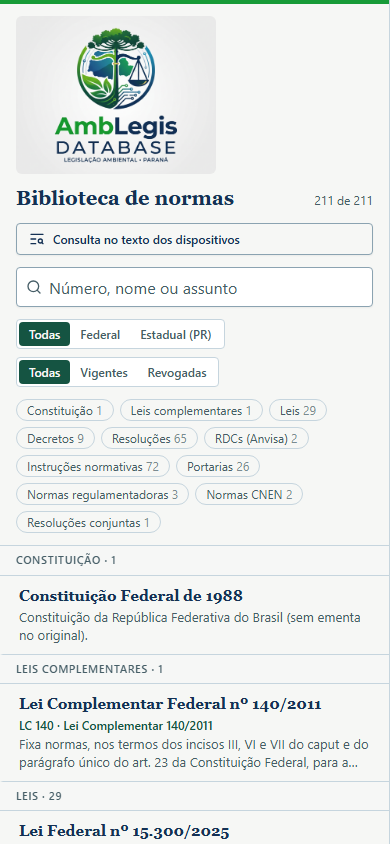 AmbLegis
DATABASE
LEGISLAÇÃO AMBIENTAL • PARANÁ
Biblioteca de normas
211 de 211
Consulta no texto dos dispositivos
Número, nome ou assunto
Todas Federal Estadual (PR)
Todas Vigentes Revogadas
Constituição 1 Leis complementares 1 Leis 29
Decretos 9 Resoluções 65 RDCs (Anvisa) 2
Instruções normativas 72 Portarias 26
Normas regulamentadoras 3 Normas CNEN 2
Resoluções conjuntas 1
CONSTITUIÇÃO · 1
Constituição Federal de 1988
Constituição da República Federativa do Brasil (sem ementa
no original).
LEIS COMPLEMENTARES · 1
Lei Complementar Federal nº 140/2011
LC 140 · Lei Complementar 140/2011
Fixa normas, nos termos dos incisos III, VI e VII do caput e do
parágrafo único do art. 23 da Constituição Federal, para a...
LEIS · 29
Lei Federal nº 15.300/2025